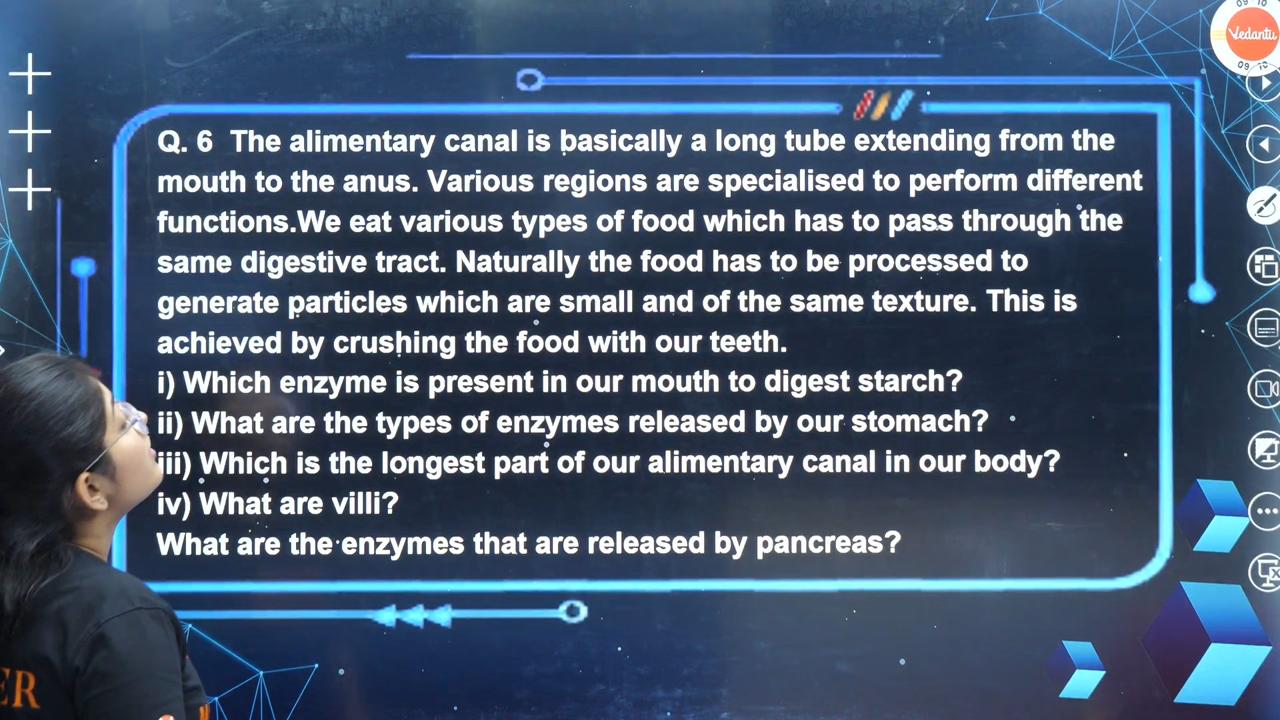 09 10
Vedantu
09 10
Q. 6 The alimentary canal is basically a long tube extending from the
mouth to the anus. Various regions are specialised to perform different
functions.We eat various types of food which has to pass through the
same digestive tract. Naturally the food has to be processed to
generate particles which are small and of the same texture. This is
achieved by crushing the food with our teeth.
i) Which enzyme is present in our mouth to digest starch?
ii) What are the types of enzymes released by our stomach?
iii) Which is the longest part of our alimentary canal in our body?
iv) What are villi?
What are the enzymes that are released by pancreas?
ER